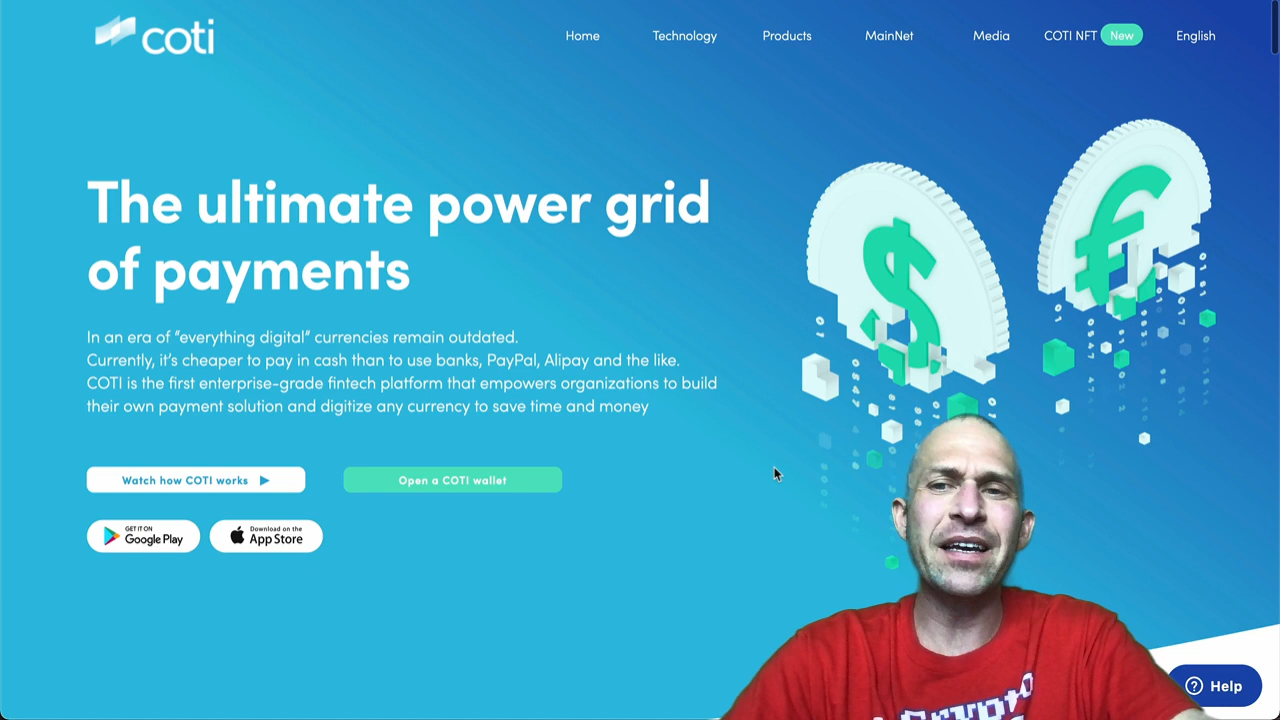 coti
Home
Technology
Products
MainNet
Media
COTI NFT
New
English
The ultimate power grid
of payments
In an era of “everything digital” currencies remain outdated.
Currently, it’s cheaper to pay in cash than to use banks, PayPal, Alipay and the like.
COTI is the first enterprise-grade fintech platform that empowers organizations to build
their own payment solution and digitize any currency to save time and money
Watch how COTI works
Open a COTI wallet
GET IT ON
Google Play
Download on the
App Store
$
€
Crypto
Help